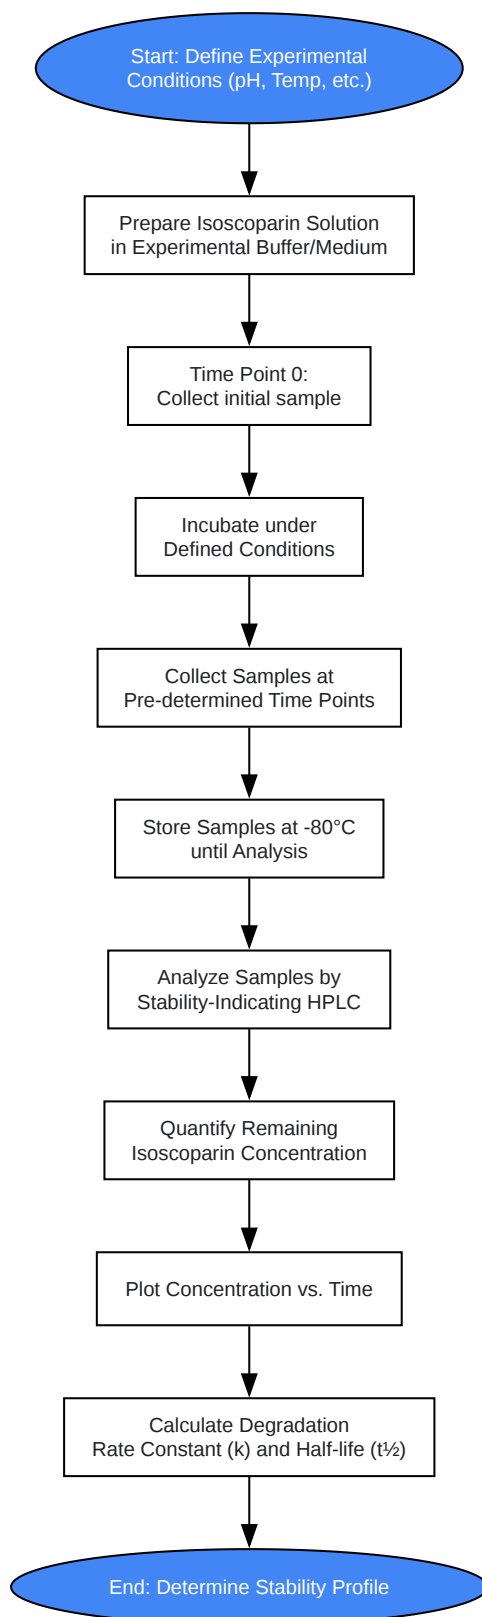 Start: Define Experimental
Conditions (pH, Temp, etc.)
Prepare Isoscoparin Solution
in Experimental Buffer/Medium
Time Point 0:
Collect initial sample
Incubate under
Defined Conditions
Collect Samples at
Pre-determined Time Points
Store Samples at -80°C
until Analysis
Analyze Samples by
Stability-Indicating HPLC
Quantify Remaining
Isoscoparin Concentration
Plot Concentration vs. Time
Calculate Degradation
Rate Constant (k) and Half-life (t½)
End: Determine Stability Profile